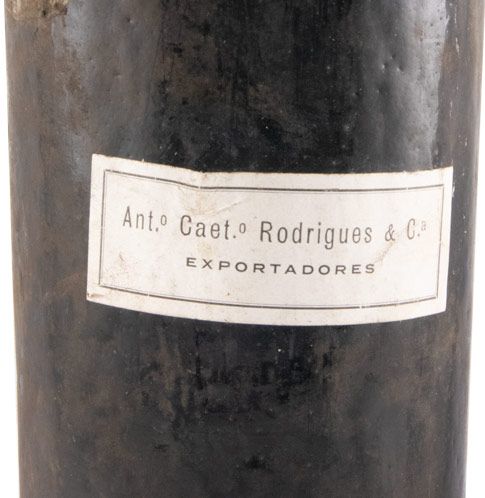 Ant.º Caet.º Rodrigues & C.ª
EXPORTADORES